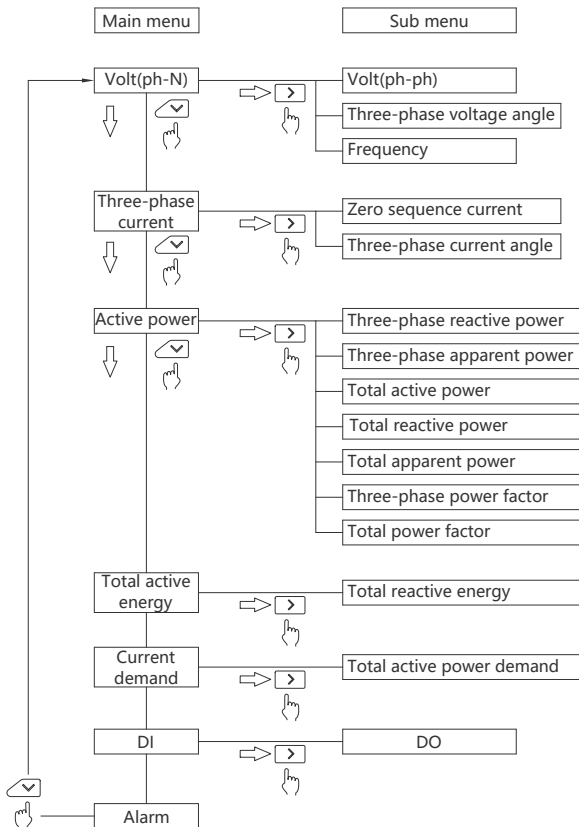 Main menu
Sub menu
Volt(ph-N)
Volt(ph-ph)
Three-phase voltage angle
Frequency
Three-phase
current
Zero sequence current
Three-phase current angle
Active power
Three-phase reactive power
Three-phase apparent power
Total active power
Total reactive power
Total apparent power
Three-phase power factor
Total power factor
Total active
energy
Total reactive energy
Current
demand
Total active power demand
DI
DO
Alarm